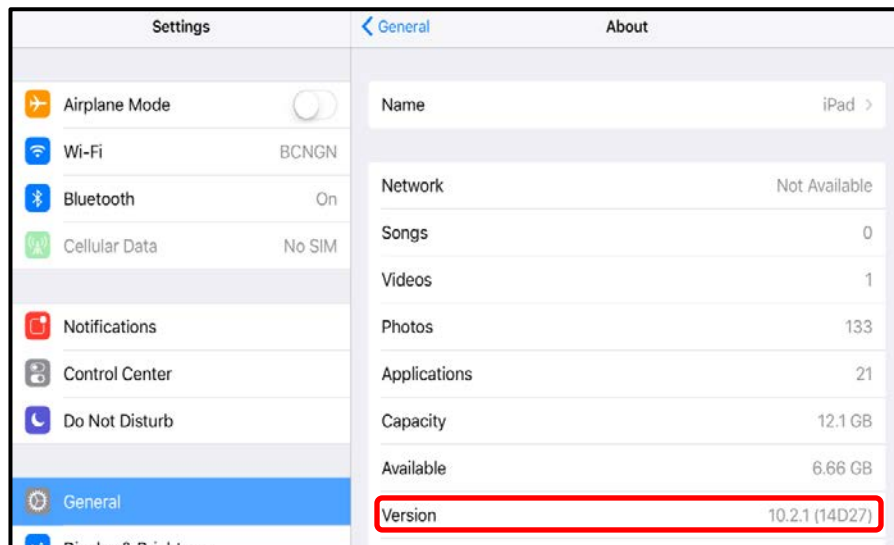 Settings
Airplane Mode
Wi-Fi BCNGN
Bluetooth On
Cellular Data No SIM
Notifications
Control Center
Do Not Disturb
General
General About
Name iPad
Network Not Available
Songs 0
Videos 1
Photos 133
Applications 21
Capacity 12.1 GB
Available 6.66 GB
Version 10.2.1 (14D27)